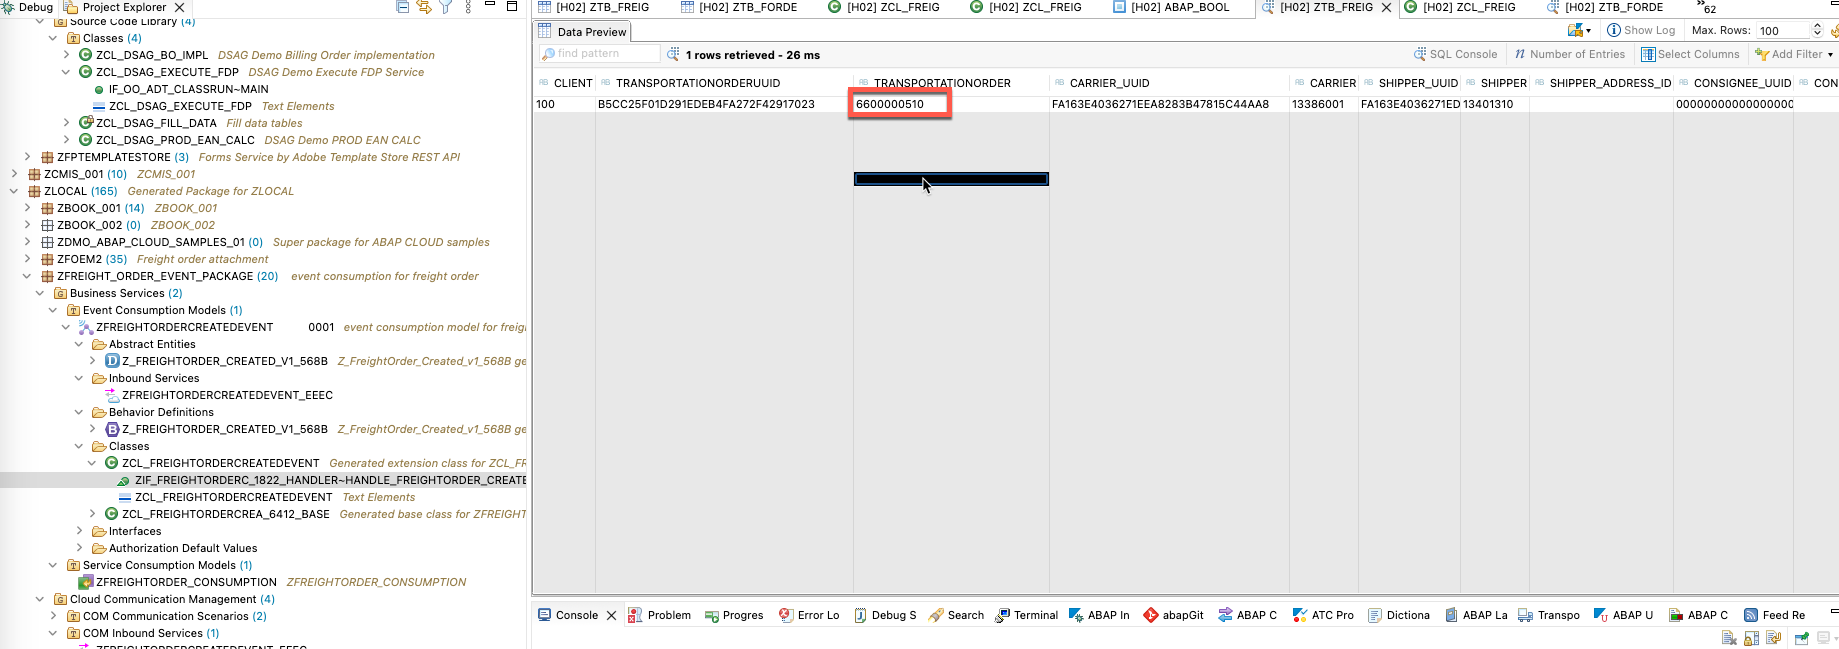 Debug Project Explorer
Source Code Library (4)
Classes (4)
ZCL_DSAG_BO_IMPL DSAG Demo Billing Order implementation
ZCL_DSAG_EXECUTE_FDP DSAG Demo Execute FDP Service
IF_OO_ADT_CLASSRUN~MAIN
ZCL_DSAG_EXECUTE_FDP Text Elements
ZCL_DSAG_FILL_DATA Fill data tables
ZCL_DSAG_PROD_EAN_CALC DSAG Demo PROD EAN CALC
ZFPTEMPLATESTORE (3) Forms Service by Adobe Template Store REST API
ZCMIS_001 (10) ZCMIS_001
ZLOCAL (165) Generated Package for ZLOCAL
ZBOOK_001 (14) ZBOOK_001
ZBOOK_002 (0) ZBOOK_002
ZDMO_ABAP_CLOUD_SAMPLES_01 (0) Super package for ABAP CLOUD samples
ZFOEM2 (35) Freight order attachment
ZFREIGHT_ORDER_EVENT_PACKAGE (20) event consumption for freight order
Business Services (2)
Event Consumption Models (1)
ZFREIGHTORDERCREATEDEVENT 0001 event consumption model for freig
Abstract Entities
Z_FREIGHTORDER_CREATED_V1_568B Z_FreightOrder_Created_v1_568B ge
Inbound Services
ZFREIGHTORDERCREATEDEVENT_EEEC
Behavior Definitions
Z_FREIGHTORDER_CREATED_V1_568B Z_FreightOrder_Created_v1_568B ge
Classes
ZCL_FREIGHTORDERCREATEDEVENT Generated extension class for ZCL_FR
ZIF_FREIGHTORDERC_1822_HANDLER~HANDLE_FREIGHTORDER_CREATE
ZCL_FREIGHTORDERCREATEDEVENT Text Elements
ZCL_FREIGHTORDERCREA_6412_BASE Generated base class for ZFREIGHT
Interfaces
Authorization Default Values
Service Consumption Models (1)
ZFREIGHTORDER_CONSUMPTION ZFREIGHTORDER_CONSUMPTION
Cloud Communication Management (4)
COM Communication Scenarios (2)
COM Inbound Services (1)
ZFREIGHTORDERCREATEDEVENT_EEEC
[H02] ZTB_FREIG [H02] ZTB_FORDE [H02] ZCL_FREIG [H02] ZCL_FREIG [H02] ABAP_BOOL [H02] ZTB_FREIG [H02] ZCL_FREIG [H02] ZTB_FORDE 62
Data Preview Show Log Max. Rows: 100
find pattern 1 rows retrieved - 26 ms SQL Console Number of Entries Select Columns Add Filter
CLIENT TRANSPORTATIONORDERUUID TRANSPORTATIONORDER CARRIER_UUID CARRIER SHIPPER_UUID SHIPPER SHIPPER_ADDRESS_ID CONSIGNEE_UUID CON
100 B5CC25F01D291EDEB4FA272F42917023 6600000510 FA163E4036271EEA8283B47815C44AA8 13386001 FA163E4036271ED 13401310 0000000000000000
Console Problem Progres Error Lo Debug S Search Terminal ABAP In abapGit ABAP C ATC Pro Dictiona ABAP La Transpo ABAP U ABAP C Feed Re